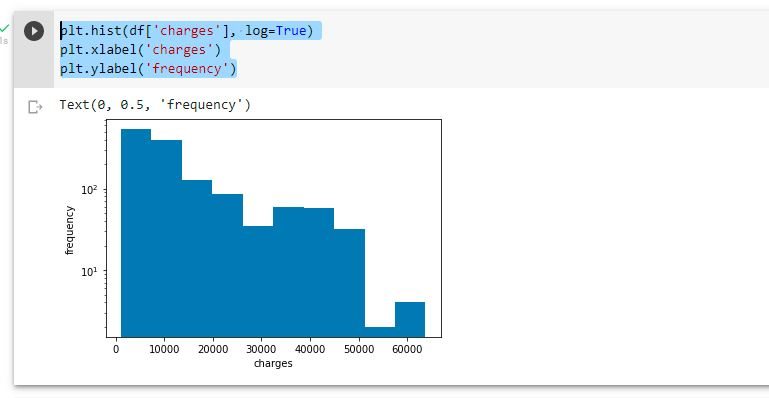 plt.hist(df['charges'], log=True)
plt.xlabel('charges')
1s
plt.ylabel('frequency')
Text(0, 0.5, 'frequency')
10²
frequency
10¹
0 10000 20000 30000 40000 50000 60000
charges